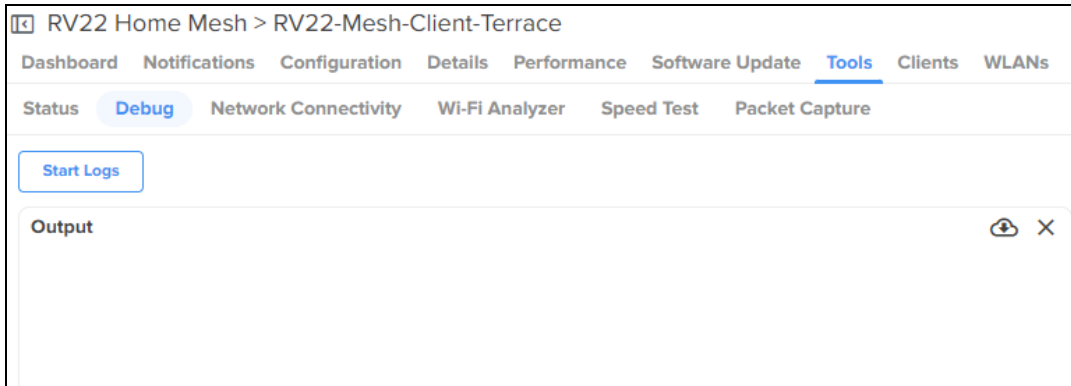 RV22 Home Mesh > RV22-Mesh-Client-Terrace
Dashboard Notifications Configuration Details Performance Software Update Tools Clients WLANs
Status Debug Network Connectivity Wi-Fi Analyzer Speed Test Packet Capture
Start Logs
Output